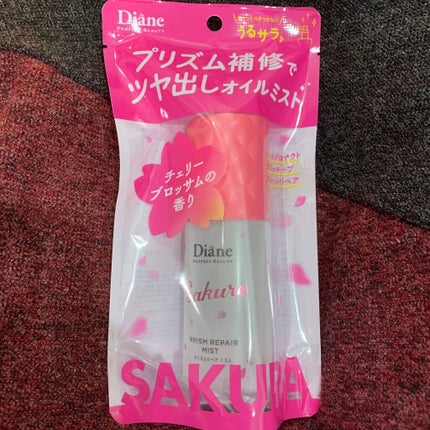 Diane
PERFECT BEAUTY
うるサラ
プリズム補修で
ツヤ出しオイルミスト
チェリー
ブロッサムの
香り
Diane
PERFECT BEAUTY
Sakura
PRISM REPAIR
MIST
プリズムリペア ミスト
SAKURA